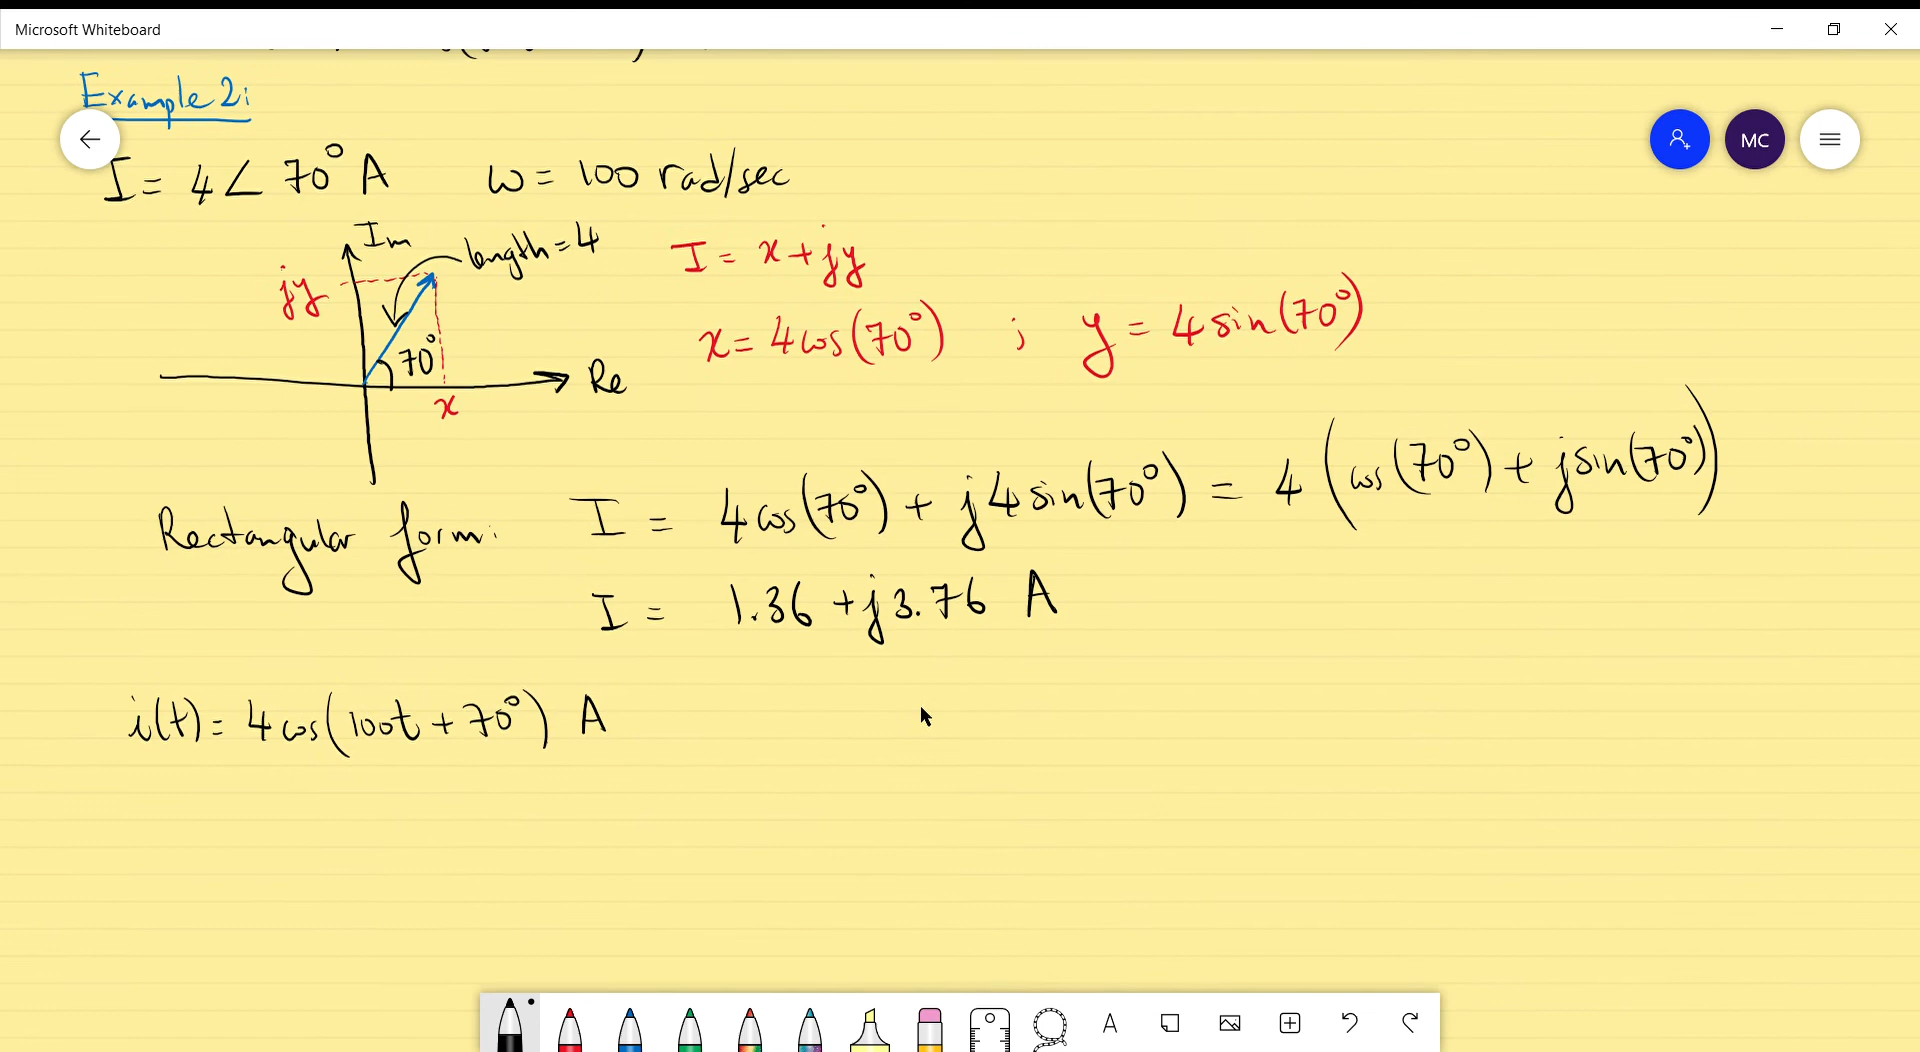 Microsoft Whiteboard
Example 2:
MC
I = 4∠70° A    ω = 100 rad/sec
Im
length = 4
jy
70°
Re
x
I = x + jy
x = 4cos(70°)  ;  y = 4sin(70°)
Rectangular form:  I = 4cos(70°) + j4sin(70°) = 4(cos(70°) + jsin(70°))
I = 1.36 + j3.76 A
i(t) = 4cos(100t + 70°) A
A